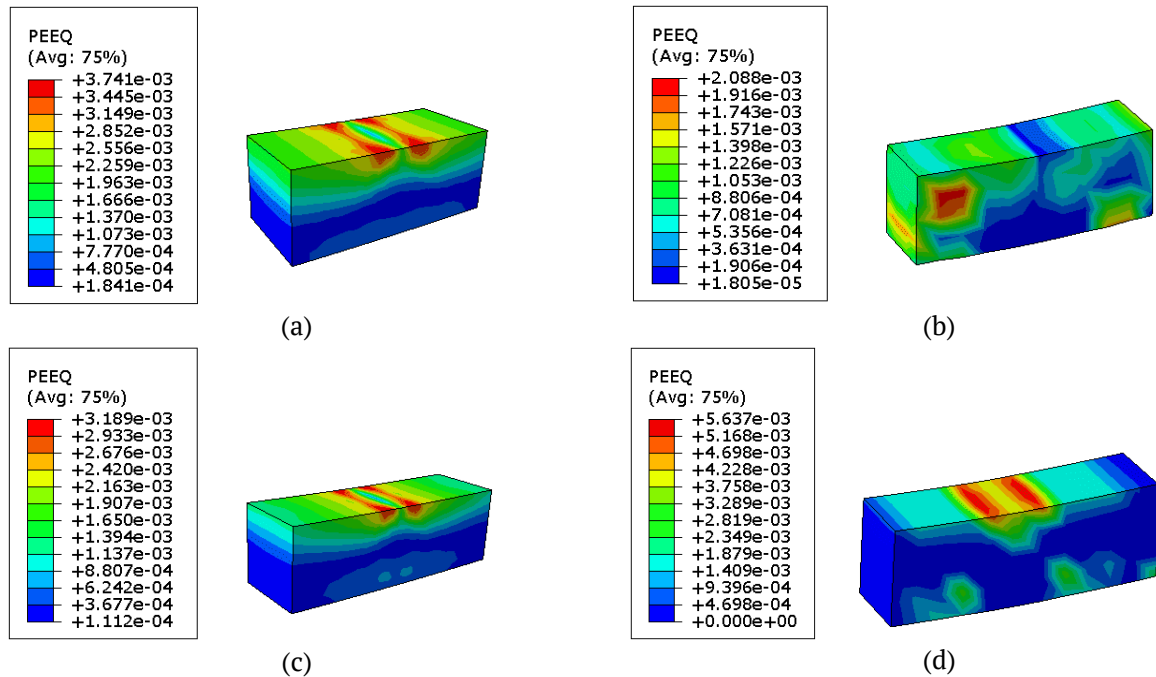 PEEQ
(Avg: 75%)
+3.741e-03
+3.445e-03
+3.149e-03
+2.852e-03
+2.556e-03
+2.259e-03
+1.963e-03
+1.666e-03
+1.370e-03
+1.073e-03
+7.770e-04
+4.805e-04
+1.841e-04
(a)
PEEQ
(Avg: 75%)
+2.088e-03
+1.916e-03
+1.743e-03
+1.571e-03
+1.398e-03
+1.226e-03
+1.053e-03
+8.806e-04
+7.081e-04
+5.356e-04
+3.631e-04
+1.906e-04
+1.805e-05
(b)
PEEQ
(Avg: 75%)
+3.189e-03
+2.933e-03
+2.676e-03
+2.420e-03
+2.163e-03
+1.907e-03
+1.650e-03
+1.394e-03
+1.137e-03
+8.807e-04
+6.242e-04
+3.677e-04
+1.112e-04
(c)
PEEQ
(Avg: 75%)
+5.637e-03
+5.168e-03
+4.698e-03
+4.228e-03
+3.758e-03
+3.289e-03
+2.819e-03
+2.349e-03
+1.879e-03
+1.409e-03
+9.396e-04
+4.698e-04
+0.000e+00
(d)